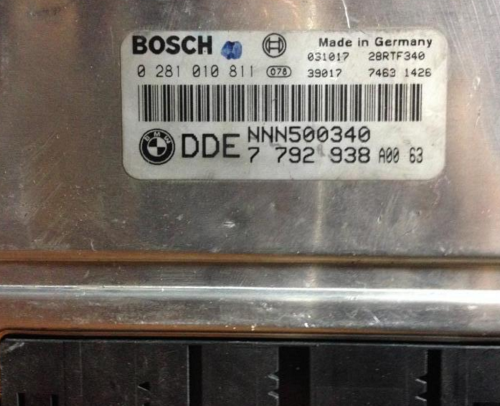 BOSCH Made in Germany
031017 28RTF340
0 281 010 811 078 39017 7463 1426
BMW DDE NNN500340
7 792 938 A00 63